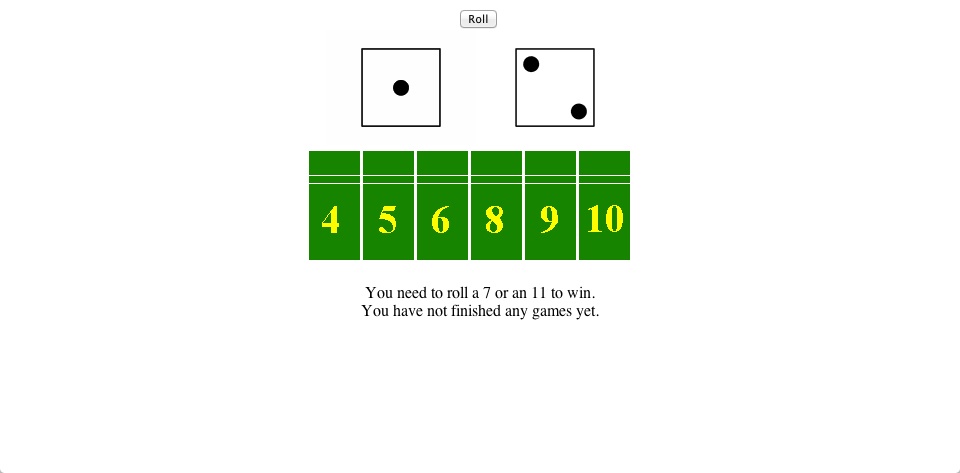 Roll
4 5 6 8 9 10
You need to roll a 7 or an 11 to win.
You have not finished any games yet.